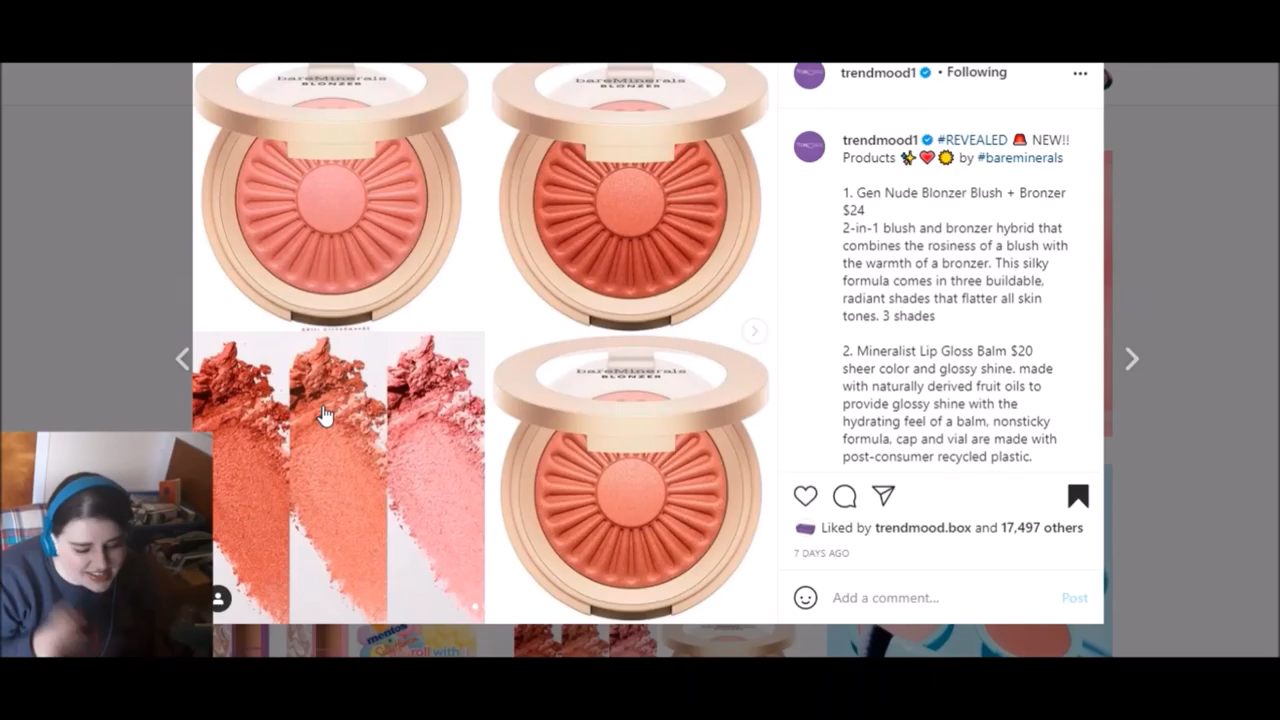 bareMinerals
BLONZER
bareMinerals
BLONZER
bareMinerals
BLONZER
trendmood1 • Following
trendmood1 #REVEALED 🚨 NEW!!
Products 💫❤️🌞 by #bareminerals
1. Gen Nude Blonzer Blush + Bronzer
$24
2-in-1 blush and bronzer hybrid that
combines the rosiness of a blush with
the warmth of a bronzer. This silky
formula comes in three buildable,
radiant shades that flatter all skin
tones. 3 shades
2. Mineralist Lip Gloss Balm $20
sheer color and glossy shine. made
with naturally derived fruit oils to
provide glossy shine with the
hydrating feel of a balm, nonsticky
formula, cap and vial are made with
post-consumer recycled plastic.
Liked by trendmood.box and 17,497 others
7 DAYS AGO
Add a comment... Post
mentos
roll with